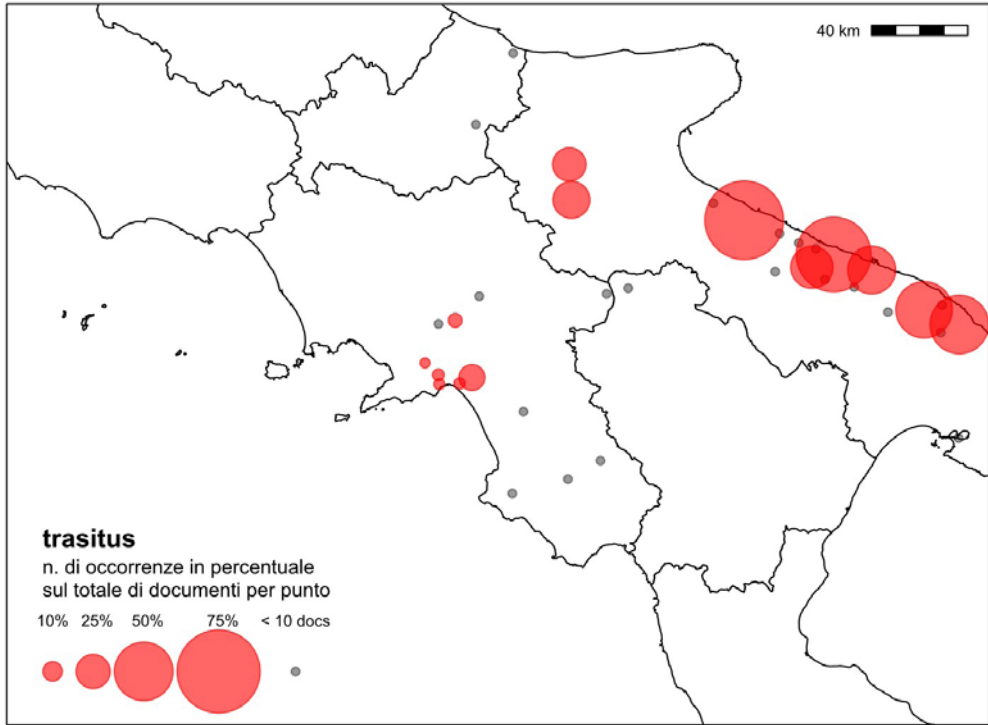 40 km
trasitus
n. di occorrenze in percentuale
sul totale di documenti per punto
10% 25% 50% 75% < 10 docs